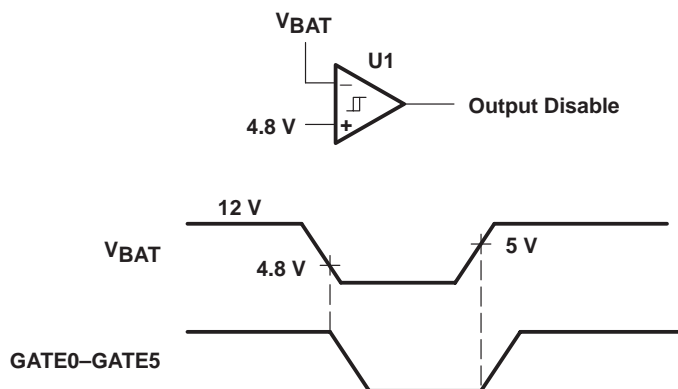 VBAT
U1
−
4.8 V
+
Output Disable
12 V
VBAT
4.8 V
5 V
GATE0–GATE5